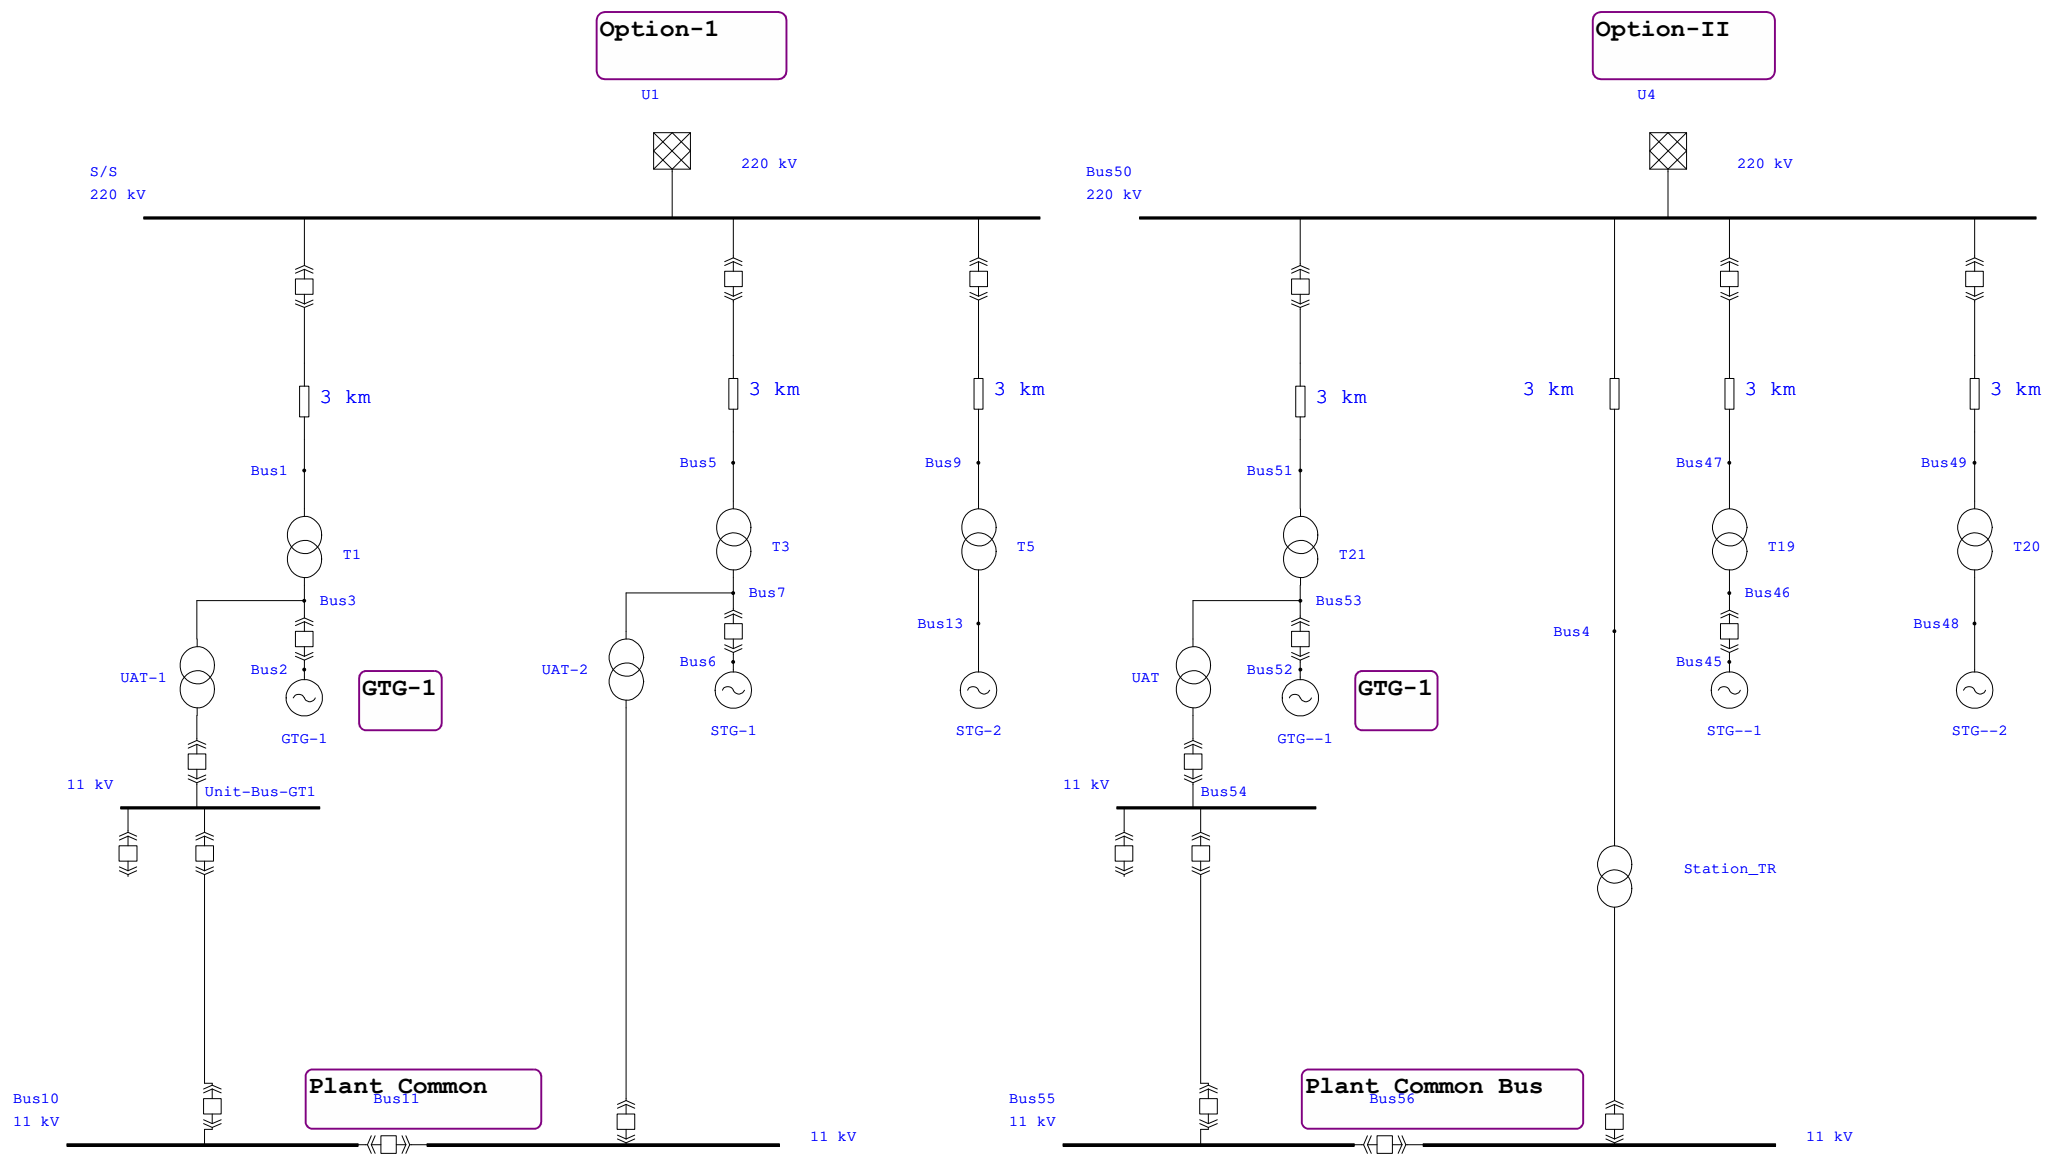 Option-1
Option-II
U1
U4
220 kV
220 kV
S/S
220 kV
Bus50
220 kV
3 km
3 km
3 km
3 km
3 km
3 km
3 km
Bus1
Bus5
Bus9
Bus51
Bus47
Bus49
T1
T3
T5
T21
T19
T20
Bus3
Bus7
Bus53
Bus46
Bus13
Bus4
Bus48
UAT-1
Bus2
GTG-1
UAT-2
Bus6
UAT
Bus52
GTG-1
Bus45
GTG-1
STG-1
STG-2
GTG--1
STG--1
STG--2
11 kV
Unit-Bus-GT1
11 kV
Bus54
Station_TR
Plant Common
Bus11
Plant Common Bus
Bus56
Bus10
11 kV
Bus55
11 kV
11 kV
11 kV